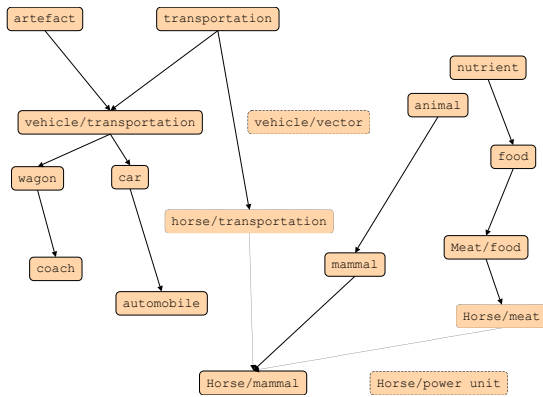 artefact
transportation
nutrient
animal
vehicle/transportation
vehicle/vector
food
wagon
car
horse/transportation
Meat/food
mammal
coach
automobile
Horse/meat
Horse/mammal
Horse/power unit